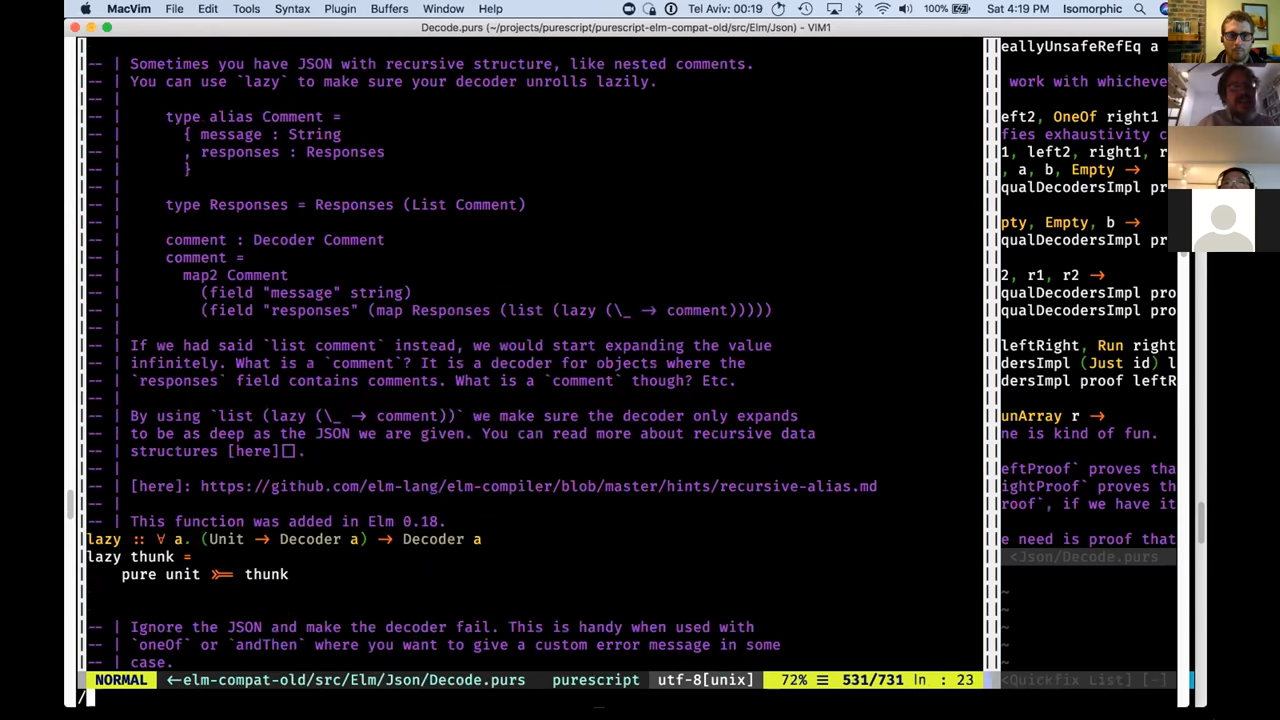 MacVim File Edit Tools Syntax Plugin Buffers Window Help Tel Aviv: 00:19 100% Sat 4:19 PM Isomorphic
Decode.purs (~/projects/purescript/purescript-elm-compat-old/src/Elm/Json) - VIM1
-- | Sometimes you have JSON with recursive structure, like nested comments.
-- | You can use `lazy` to make sure your decoder unrolls lazily.
-- |
-- | type alias Comment =
-- | { message : String
-- | , responses : Responses
-- | }
-- |
-- | type Responses = Responses (List Comment)
-- |
-- | comment : Decoder Comment
-- | comment =
-- | map2 Comment
-- | (field "message" string)
-- | (field "responses" (map Responses (list (lazy (\_ → comment)))))
-- |
-- | If we had said `list comment` instead, we would start expanding the value
-- | infinitely. What is a `comment`? It is a decoder for objects where the
-- | `responses` field contains comments. What is a `comment` though? Etc.
-- |
-- | By using `list (lazy (\_ → comment))` we make sure the decoder only expands
-- | to be as deep as the JSON we are given. You can read more about recursive data
-- | structures [here]□.
-- |
-- | [here]: https://github.com/elm-lang/elm-compiler/blob/master/hints/recursive-alias.md
-- |
-- | This function was added in Elm 0.18.
lazy :: ∀ a. (Unit → Decoder a) → Decoder a
lazy thunk =
pure unit >>= thunk
-- | Ignore the JSON and make the decoder fail. This is handy when used with
-- | `oneOf` or `andThen` where you want to give a custom error message in some
-- | case.
NORMAL ←elm-compat-old/src/Elm/Json/Decode.purs purescript utf-8[unix] 72% ☰ 531/731 ln : 23
/
eallyUnsafeRefEq a
work with whicheve
eft2, OneOf right1
fies exhaustivity c
1, left2, right1, r
, a, b, Empty →
qualDecodersImpl pro
pty, Empty, b →
qualDecodersImpl pro
2, r1, r2 →
qualDecodersImpl pro
qualDecodersImpl pro
leftRight, Run right
dersImpl (Just id) l
dersImpl proof leftR
unArray r →
ne is kind of fun.
eftProof` proves tha
ightProof` proves th
roof`, if we have it
e need is proof that
<Json/Decode.purs
~
~
~
~
~
<Quickfix List] [-]